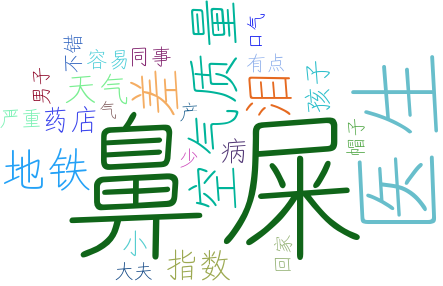 量
口气
不错
容易
同事
有点
男子
天气
差
空气质量
泪
孩子
医生
严重
药店
气
产
地铁
鼻屎
少
病
帽子
小
大夫
指数
回家